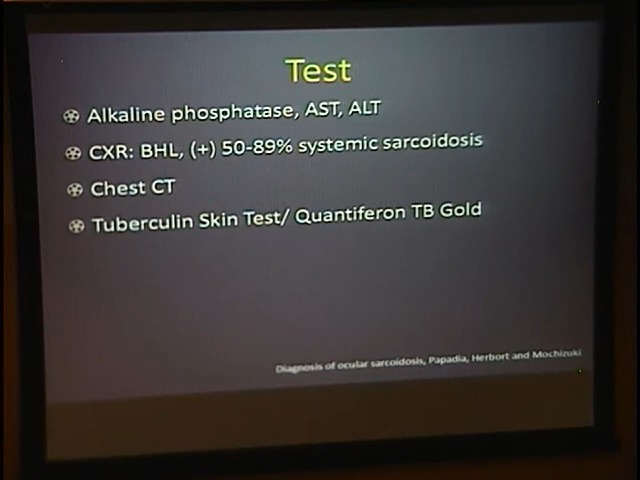 Test
Alkaline phosphatase, AST, ALT
CXR: BHL, (+) 50-89% systemic sarcoidosis
Chest CT
Tuberculin Skin Test/ Quantiferon TB Gold
Diagnosis of ocular sarcoidosis, Papadia, Herbort and Mochizuki